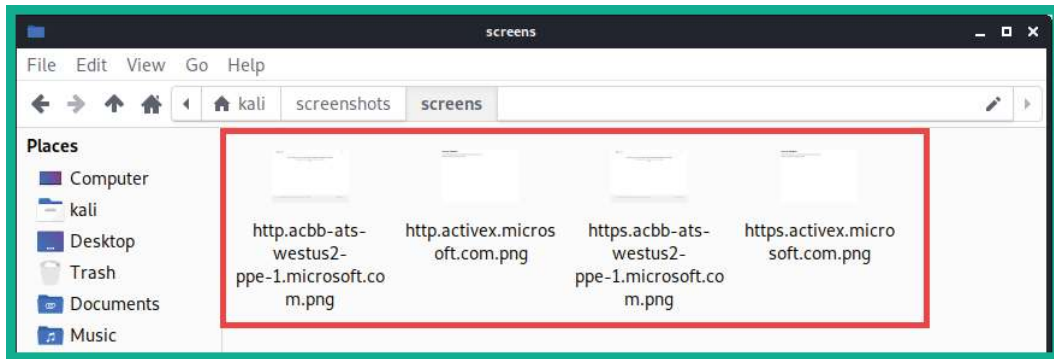 screens
File Edit View Go Help
kali screenshots screens
Places
Computer
kali
Desktop
Trash
Documents
Music
http.acbb-ats-
westus2-
ppe-1.microsoft.co
m.png
http.activex.micros
oft.com.png
https.acbb-ats-
westus2-
ppe-1.microsoft.co
m.png
https.activex.micro
soft.com.png